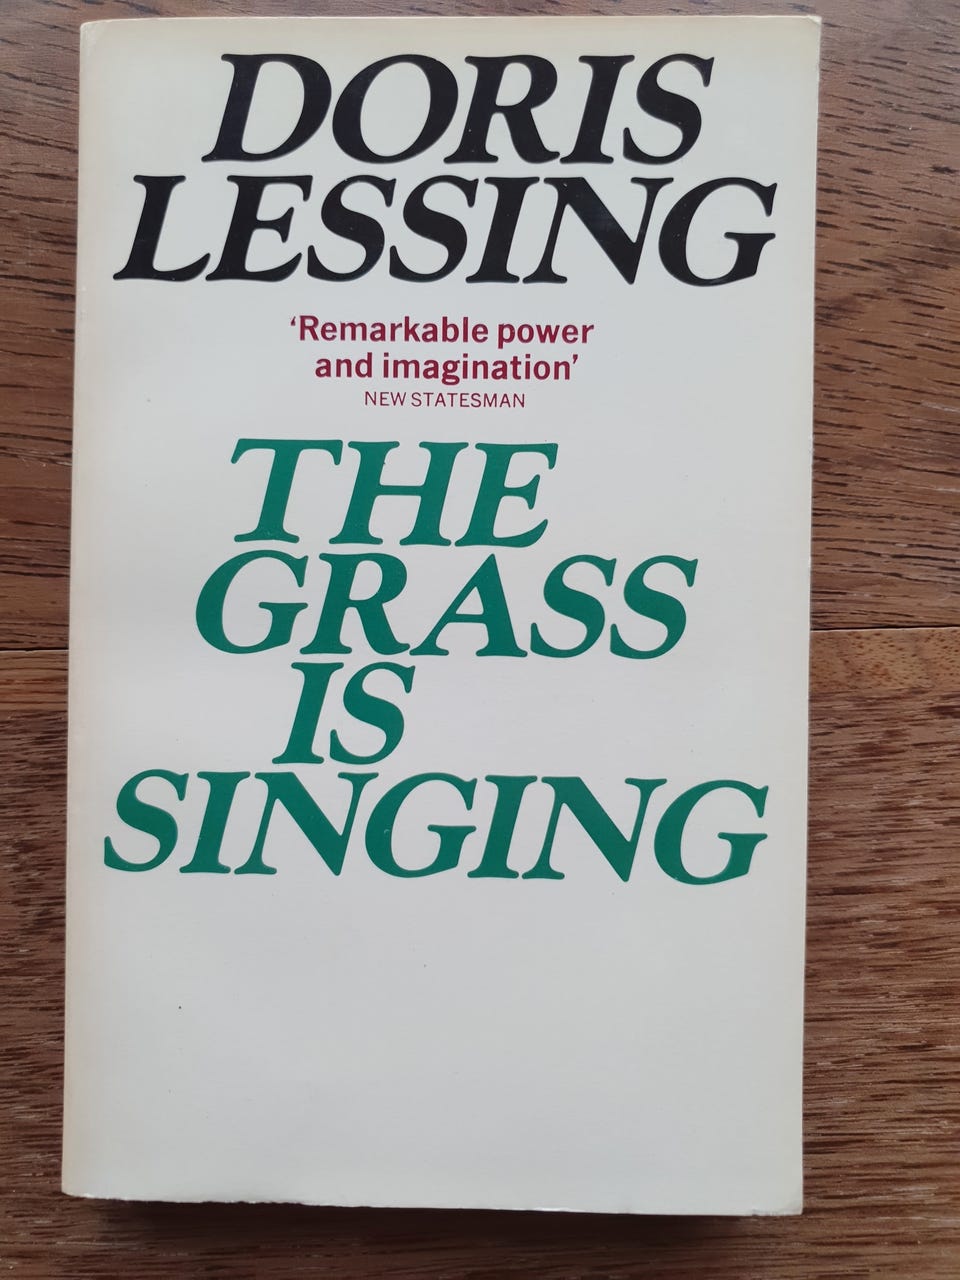 DORIS
LESSING
‘Remarkable power
and imagination’
NEW STATESMAN
THE
GRASS
IS
SINGING